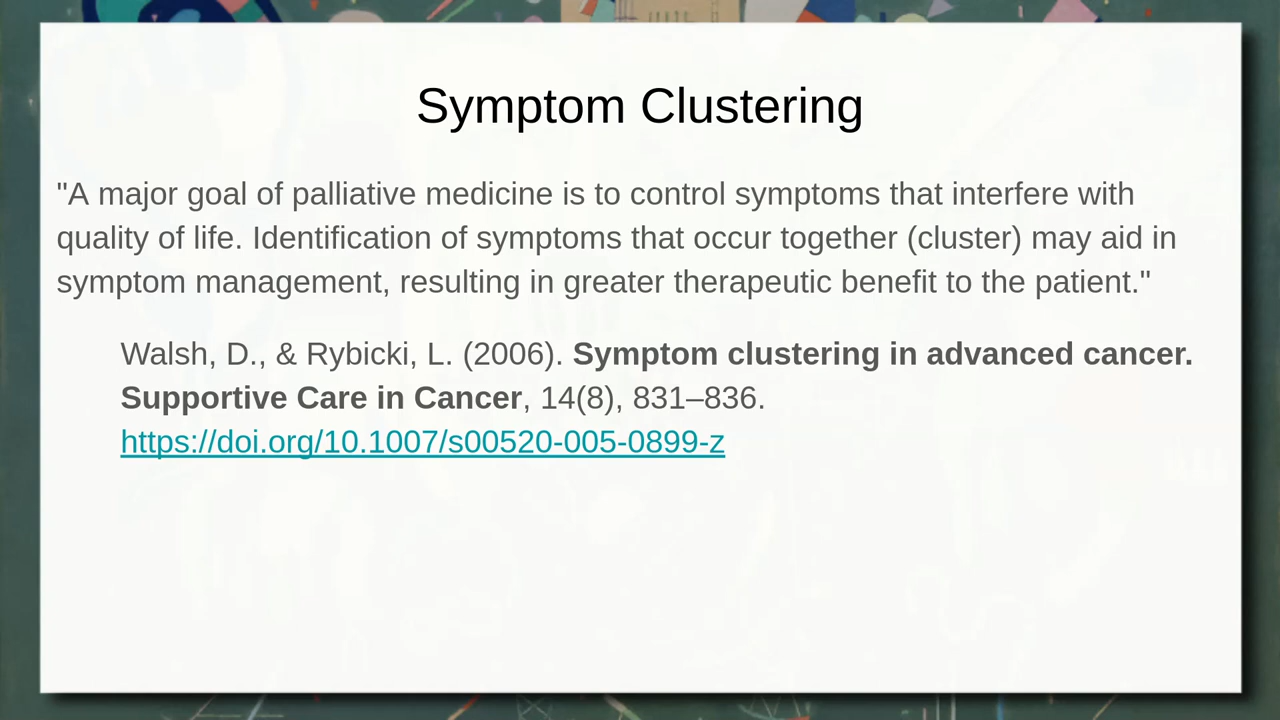 Symptom Clustering
"A major goal of palliative medicine is to control symptoms that interfere with
quality of life. Identification of symptoms that occur together (cluster) may aid in
symptom management, resulting in greater therapeutic benefit to the patient."
Walsh, D., & Rybicki, L. (2006). Symptom clustering in advanced cancer.
Supportive Care in Cancer, 14(8), 831–836.
https://doi.org/10.1007/s00520-005-0899-z